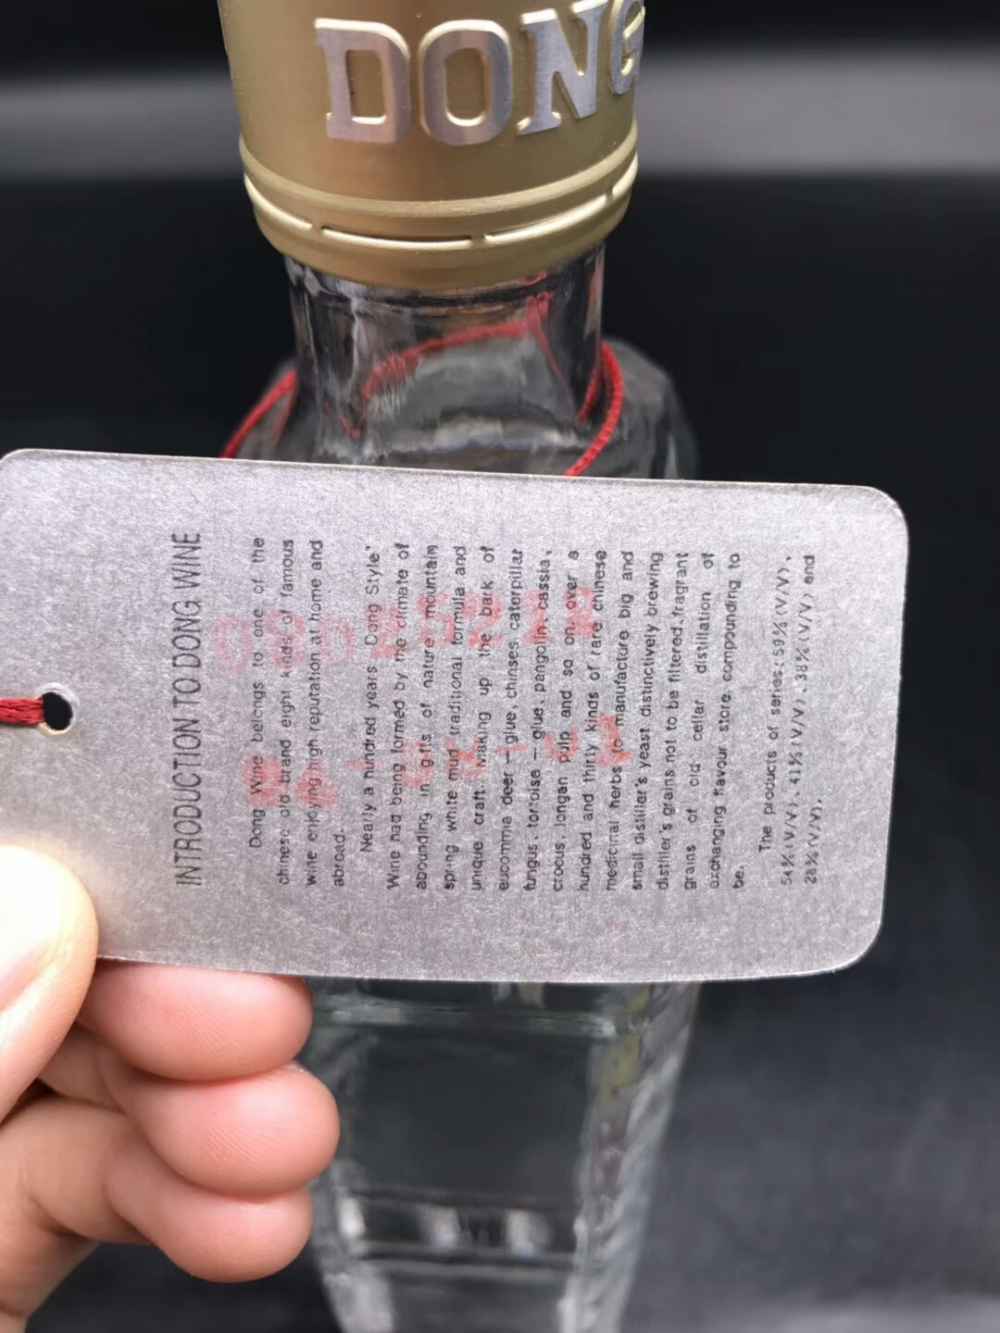 DONG
INTRODUCTION TO DONG WINE
Dong Wine belongs to one of the
chinese old brand eight kinds of famous
wine enjoying high reputation at home and
abroad.
Nearly a hundred years Dong Style'
Wine had being formed by the climate of
abounding in gifts of nature mountain
spring white mud traditional formula and
unique craft. Making up the bark of
eucommia deer — glue, chinses caterpillar
fungus, tortoise — glue, pangolin, cassia,
crocus, longan pulp and so on over a
hundred and thirty kinds of rare chinese
medicinal herbs to manufacture big and
small distiller's yeast distinctively brewing
distiller's grains not to be filtered, fragrant
grains of old cellar distillation of
exchanging flavour store, compounding to
be.
The products of series: 59%(V/V),
54%(V/V), 41%(V/V), 38%(V/V) and
28%(V/V).